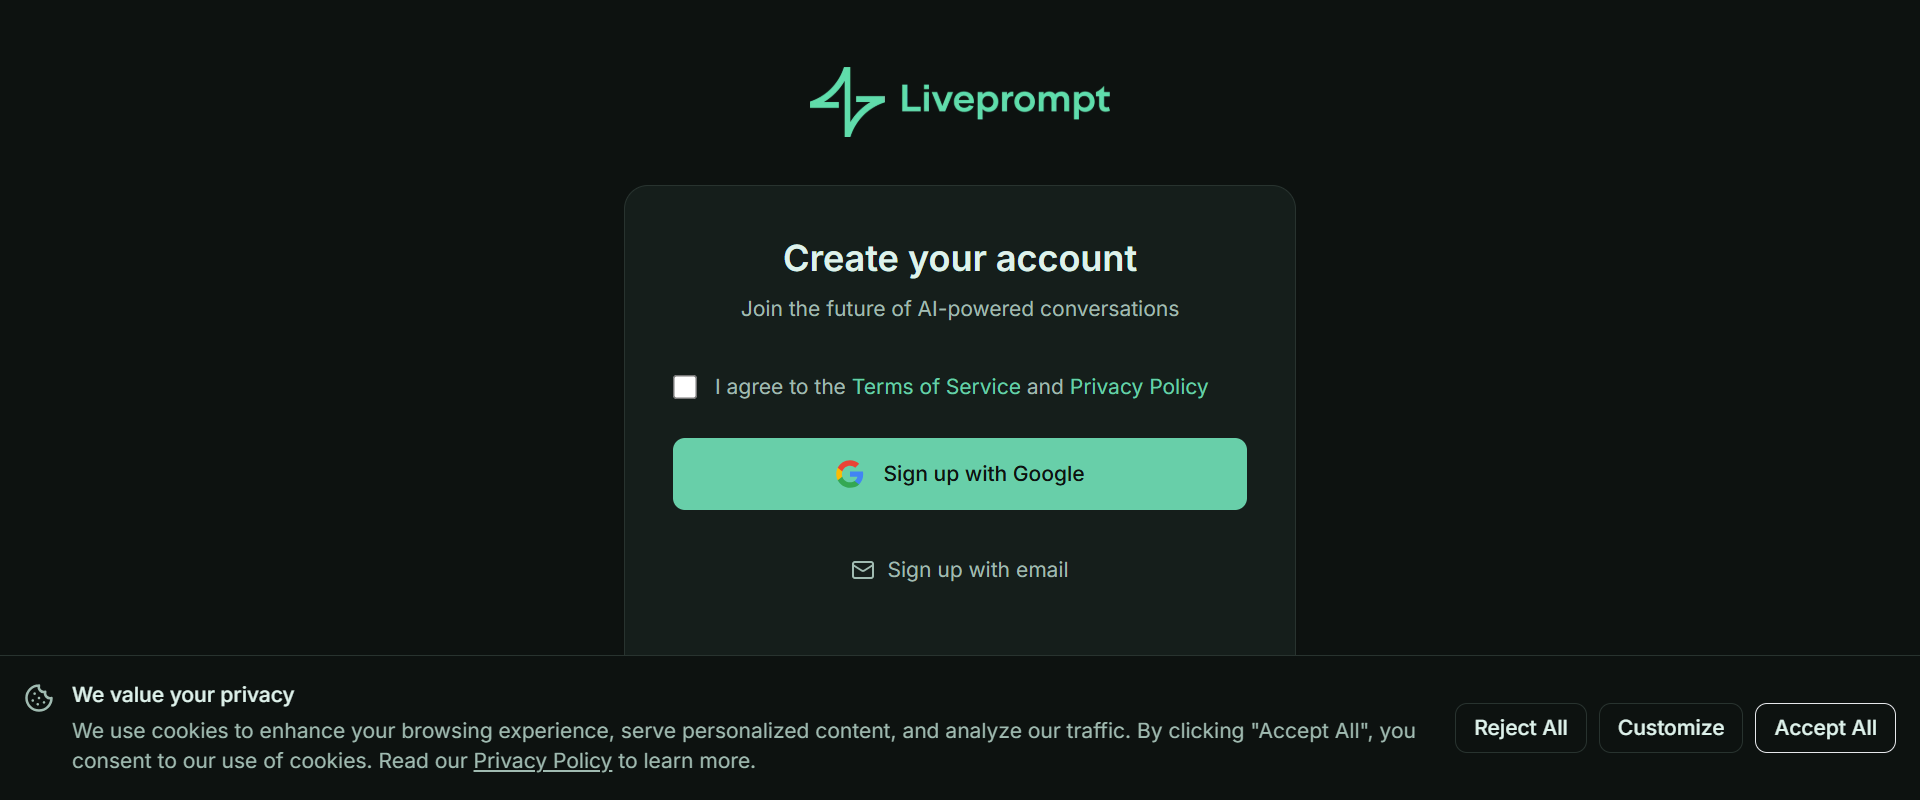 Liveprompt
Create your account
Join the future of AI-powered conversations
I agree to the Terms of Service and Privacy Policy
Sign up with Google
Sign up with email
We value your privacy
We use cookies to enhance your browsing experience, serve personalized content, and analyze our traffic. By clicking "Accept All", you
consent to our use of cookies. Read our Privacy Policy to learn more.
Reject All
Customize
Accept All